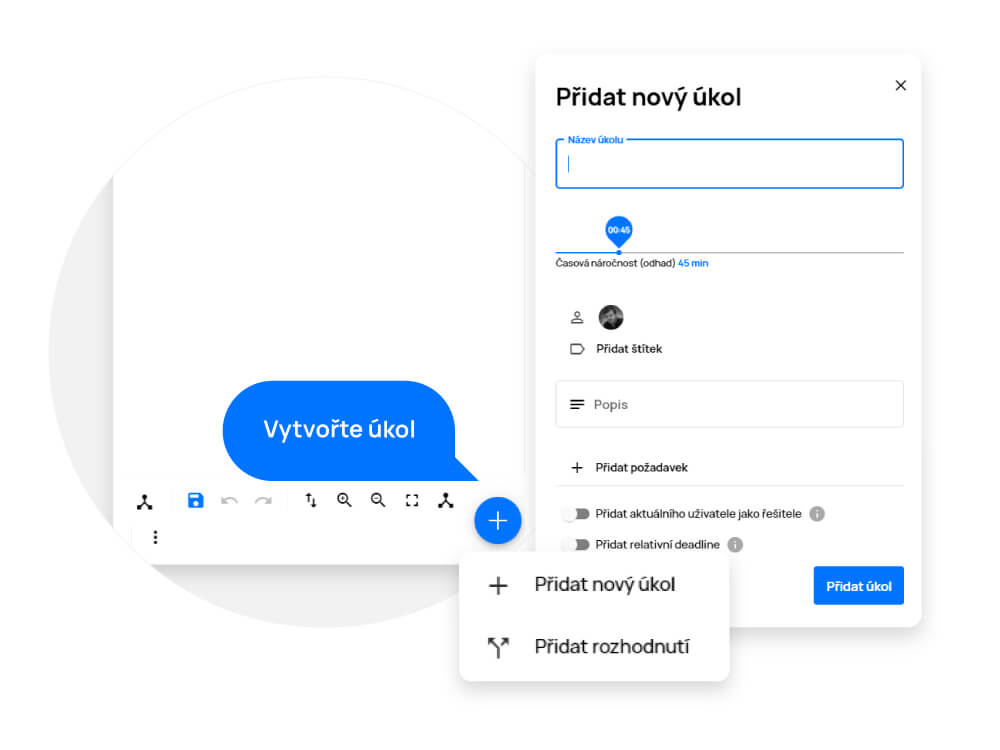 Přidat nový úkol
Název úkolu
00:45
Časová náročnost (odhad) 45 min
Přidat štítek
Popis
Přidat požadavek
Přidat aktuálního uživatele jako řešitele
Přidat relativní deadline
Přidat úkol
Vytvořte úkol
Přidat nový úkol
Přidat rozhodnutí